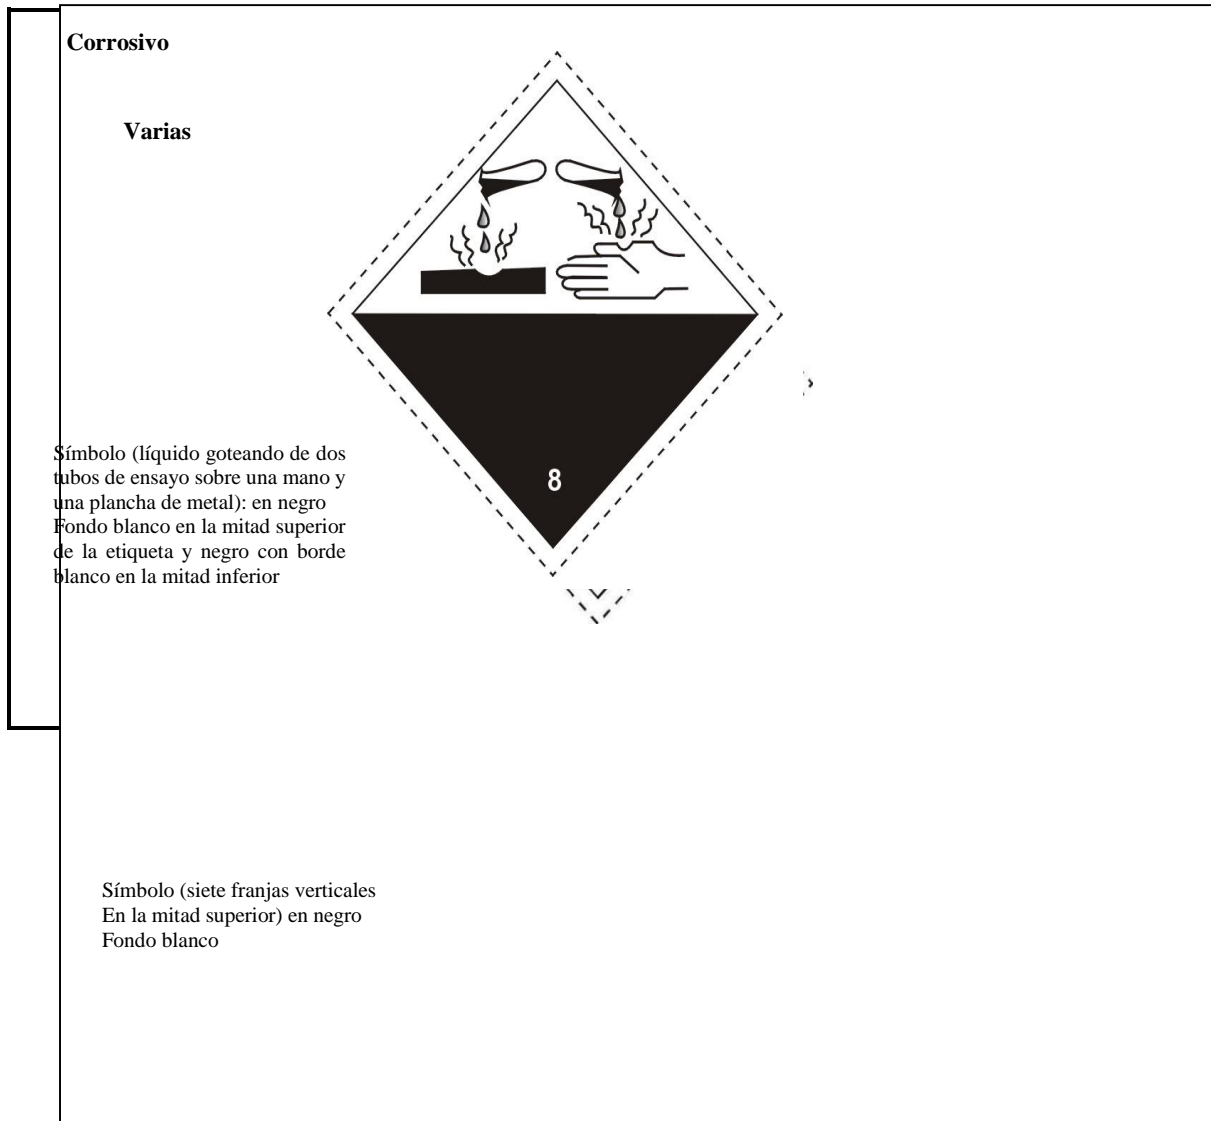 Corrosivo
Varias
Símbolo (líquido goteando de dos
tubos de ensayo sobre una mano y
una plancha de metal): en negro
Fondo blanco en la mitad superior
de la etiqueta y negro con borde
blanco en la mitad inferior
8
Símbolo (siete franjas verticales
En la mitad superior) en negro
Fondo blanco